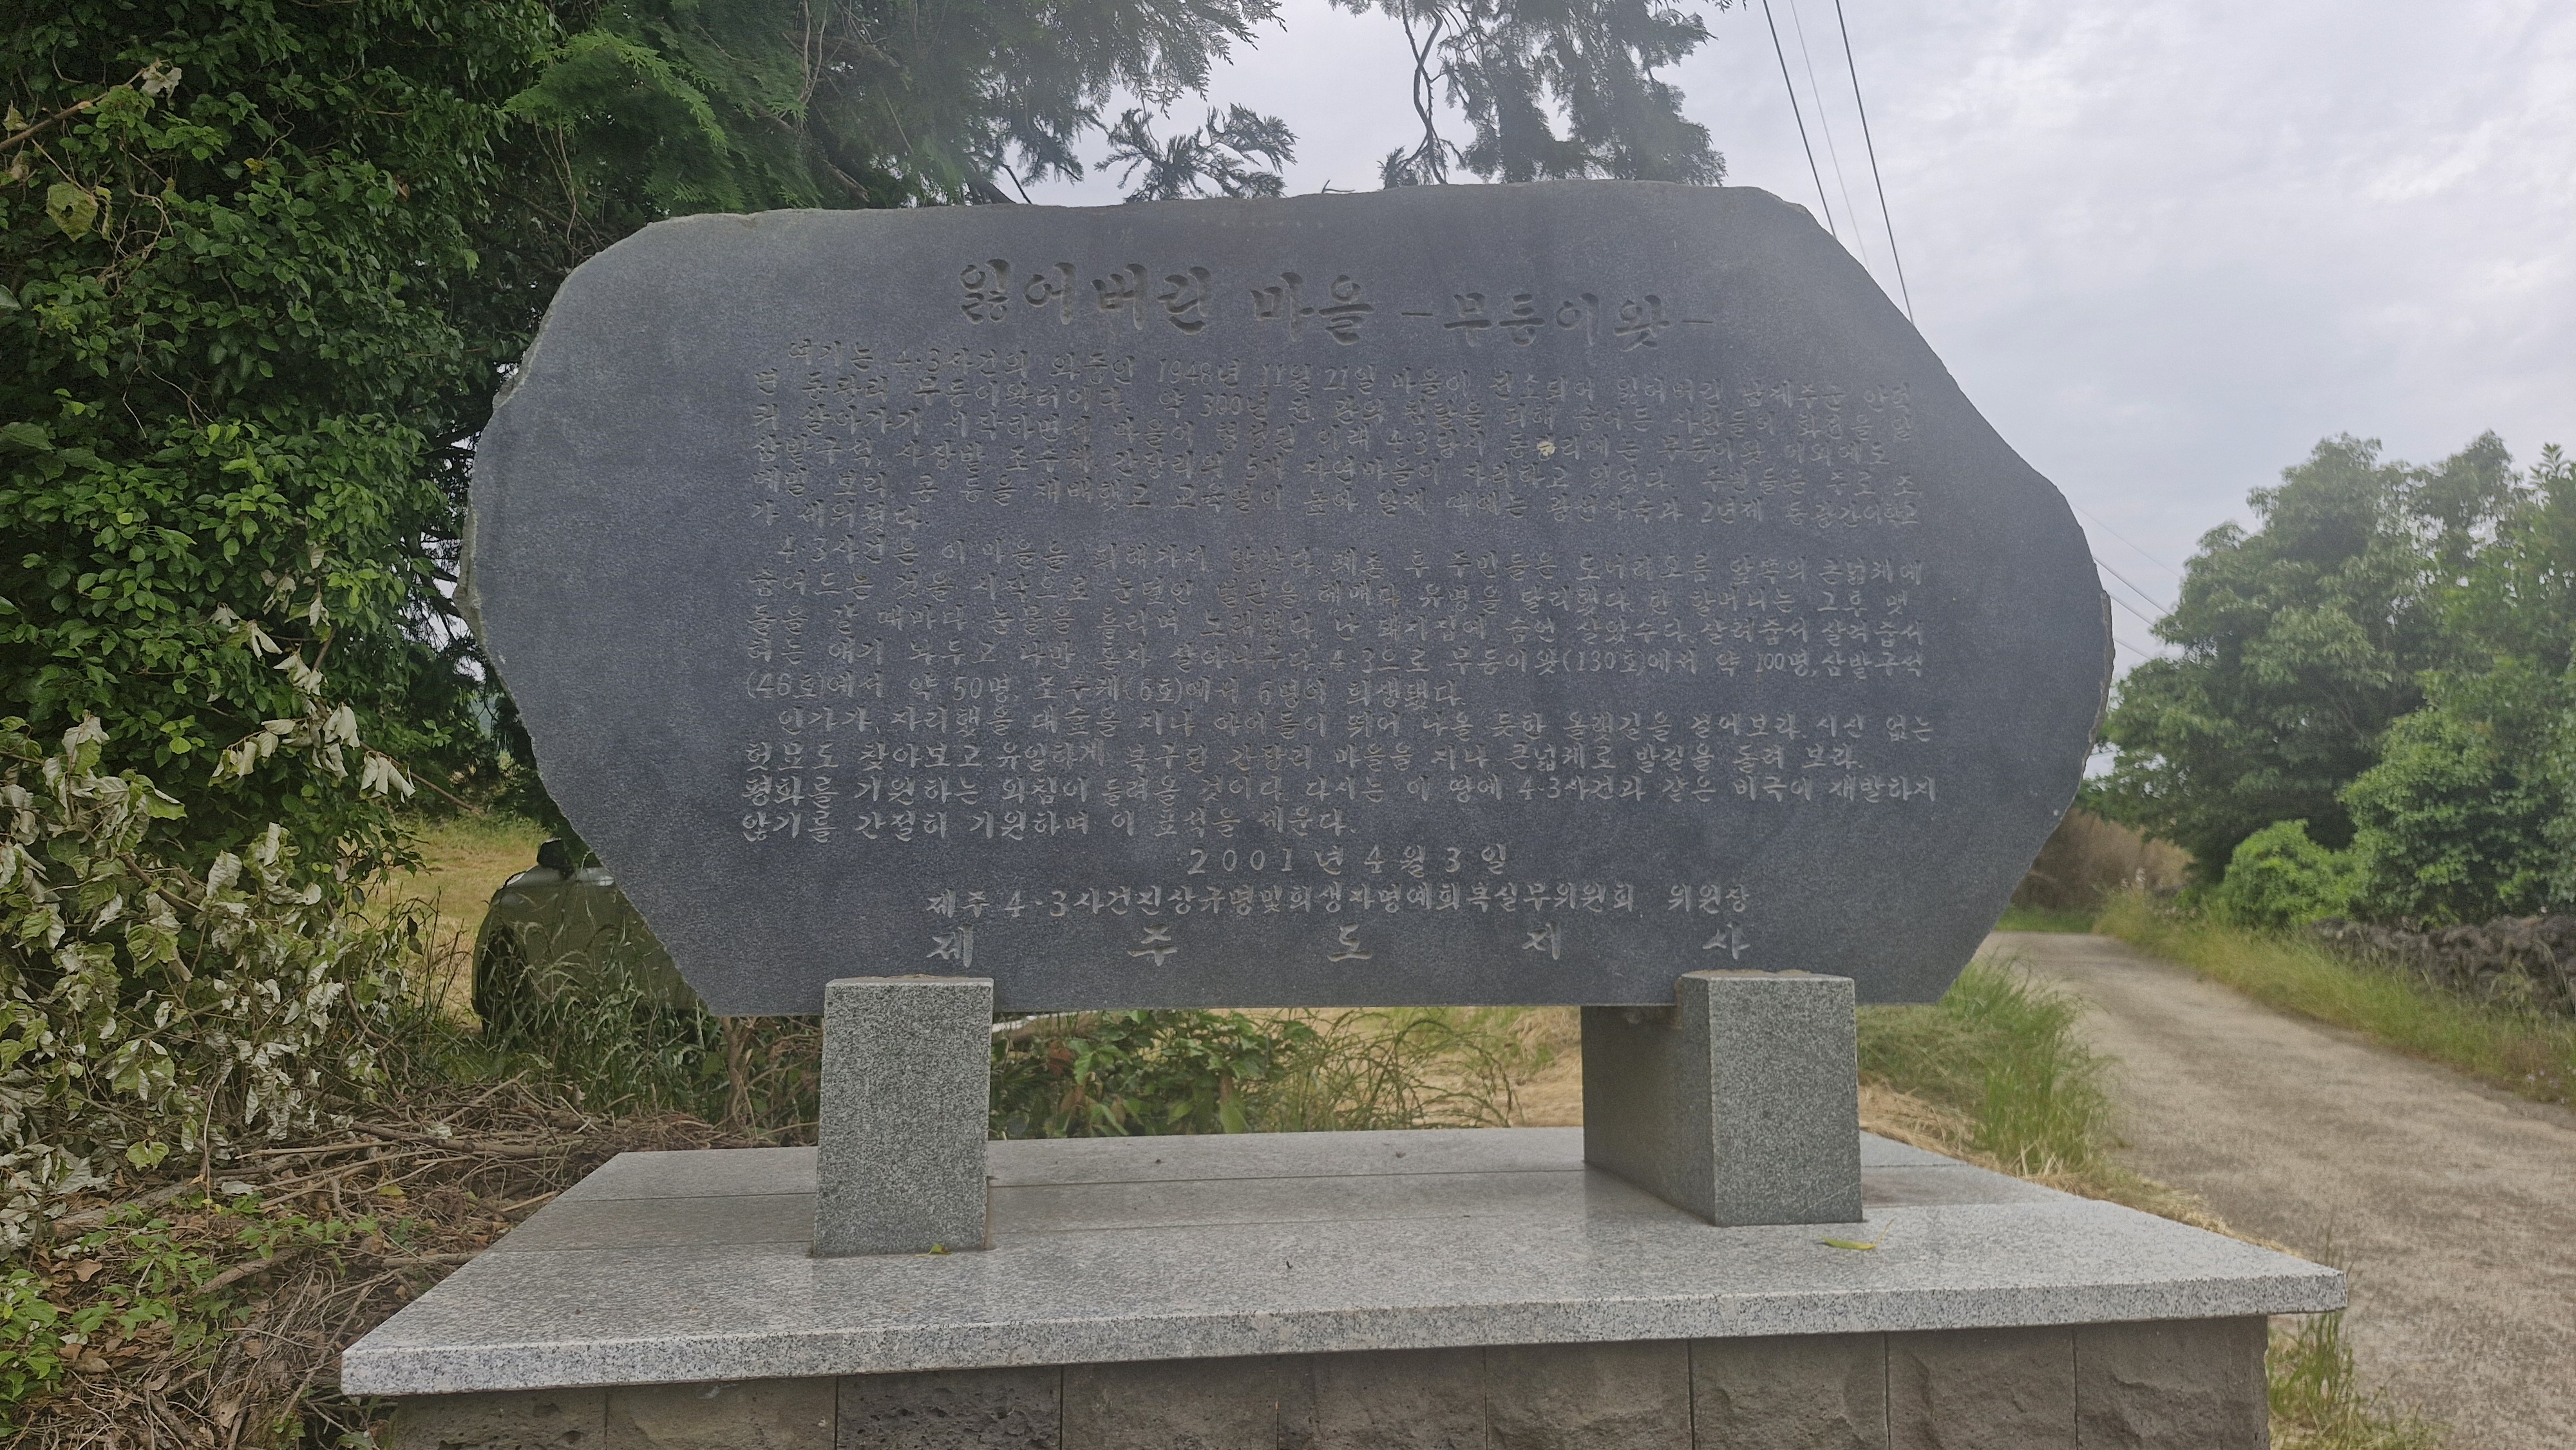 잃어버린 마을 -무등이왓-
여기는 4·3사건의 와중인 1948년 11월 21일 마을이 전소되어 잃어버린 남제주군 안덕
면 동광리 무등이왓터이다. 약 300년 전 관의 침탈을 피해 숨어든 사람들이 화전을 일
궈 살아가기 시작하면서 마을이 형성된 이래 4·3당시 동광리에는 무등이왓 이외에도
삼밭구석, 사장밭, 조수궤, 간장리의 5개 자연마을이 자리하고 있었다. 주민들은 주로 조,
메밀, 보리, 콩 등을 재배했고 교육열이 높아 일제 때에는 광선사숙과 2년제 동광간이학교
가 세워졌다.
4·3사건은 이 마을을 피해가지 않았다. 폐촌 후 주민들은 도너리오름 앞쪽의 큰넓궤에
숨어드는 것을 시작으로 눈덮인 벌판을 헤매다 유명을 달리했다. 한 할머니는 그후 맷
돌을 갈 때마다 눈물을 흘리며 노래했다. 난 돼지집에 숨언 살았수다. 살려줍서 살려줍서
허는 애기 놔두고 나만 혼자 살아나수다. 4·3으로 무등이왓(130호)에서 약 100명, 삼밭구석
(46호)에서 약 50명, 조수궤(6호)에서 6명이 희생됐다.
인가가 자리했을 대숲을 지나 아이들이 뛰어 나올 듯한 올렛길을 걸어보라. 시신 없는
헛묘도 찾아보고 유일하게 복구된 간장리 마을을 지나 큰넓궤로 발길을 돌려 보라.
평화를 기원하는 외침이 들려올 것이다. 다시는 이 땅에 4·3사건과 같은 비극이 재발하지
않기를 간절히 기원하며 이 표석을 세운다.
2001년 4월 3일
제주 4·3사건진상규명및희생자명예회복실무위원회 위원장
제 주 도 지 사